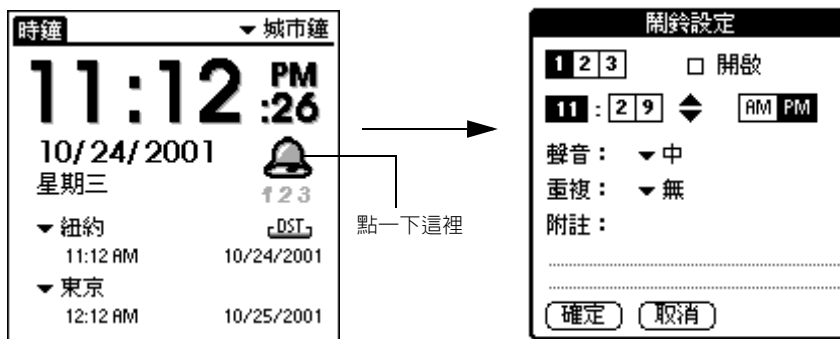 時鐘 城市鐘
11:12 PM :26
10/24/2001
星期三
1 2 3
紐約 DST
11:12 AM 10/24/2001
東京
12:12 AM 10/25/2001
點一下這裡
鬧鈴設定
1 2 3 開啟
11 : 2 9 AM PM
聲音： 中
重複： 無
附註：
確定 取消